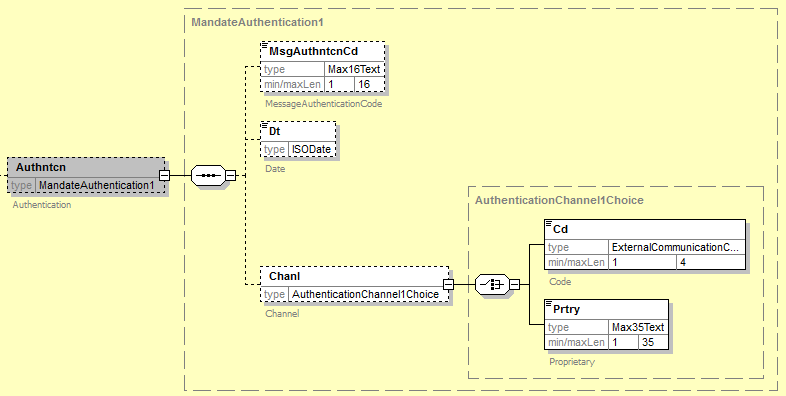 MandateAuthentication1
MsgAuthntcnCd
type Max16Text
min/maxLen 1 16
MessageAuthenticationCode
Dt
type ISODate
Date
Authntcn
type MandateAuthentication1
Authentication
AuthenticationChannel1Choice
Cd
type ExternalCommunicationC...
min/maxLen 1 4
Code
Chanl
type AuthenticationChannel1Choice
Channel
Prtry
type Max35Text
min/maxLen 1 35
Proprietary